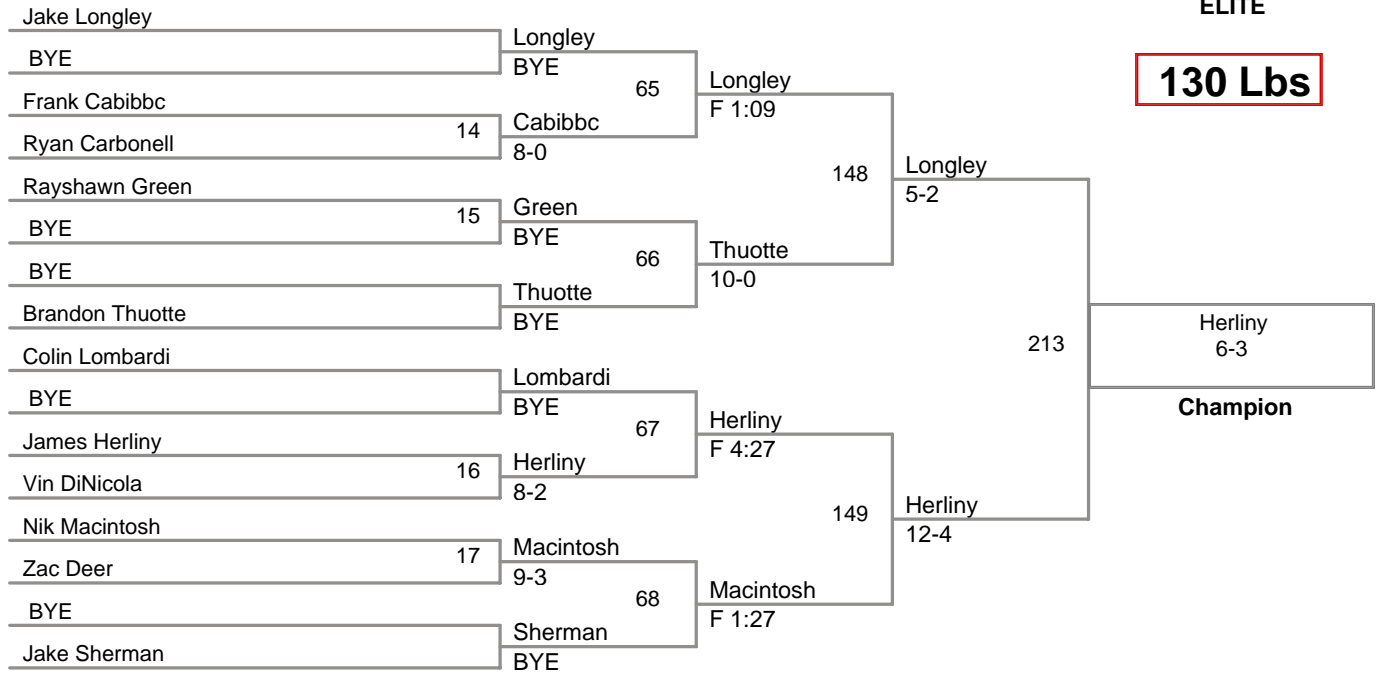 ELITE
130 Lbs
Jake Longley
BYE
Frank Cabibbc
Ryan Carbonell
Rayshawn Green
BYE
BYE
Brandon Thuotte
Colin Lombardi
BYE
James Herliny
Vin DiNicola
Nik Macintosh
Zac Deer
BYE
Jake Sherman
14
15
16
17
Longley
BYE
Cabibbc
8-0
Green
BYE
Thuotte
BYE
Lombardi
BYE
Herliny
8-2
Macintosh
9-3
Sherman
BYE
65
66
67
68
Longley
F 1:09
Thuotte
10-0
Herliny
F 4:27
Macintosh
F 1:27
148
149
Longley
5-2
Herliny
12-4
213
Herliny
6-3
Champion